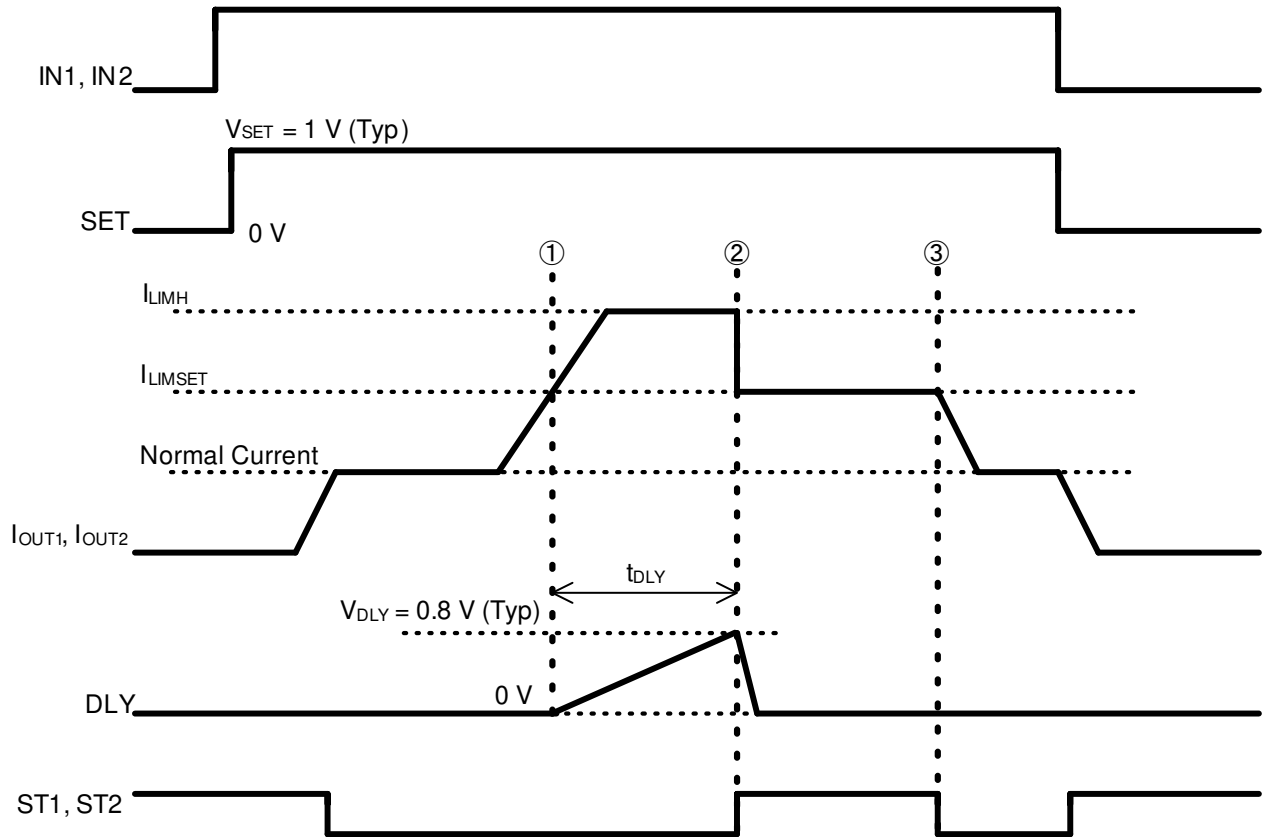 IN1, IN2
VSET = 1 V (Typ)
SET
0 V
① ② ③
ILIMH
ILIMSET
Normal Current
IOUT1, IOUT2
tDLY
VDLY = 0.8 V (Typ)
0 V
DLY
ST1, ST2